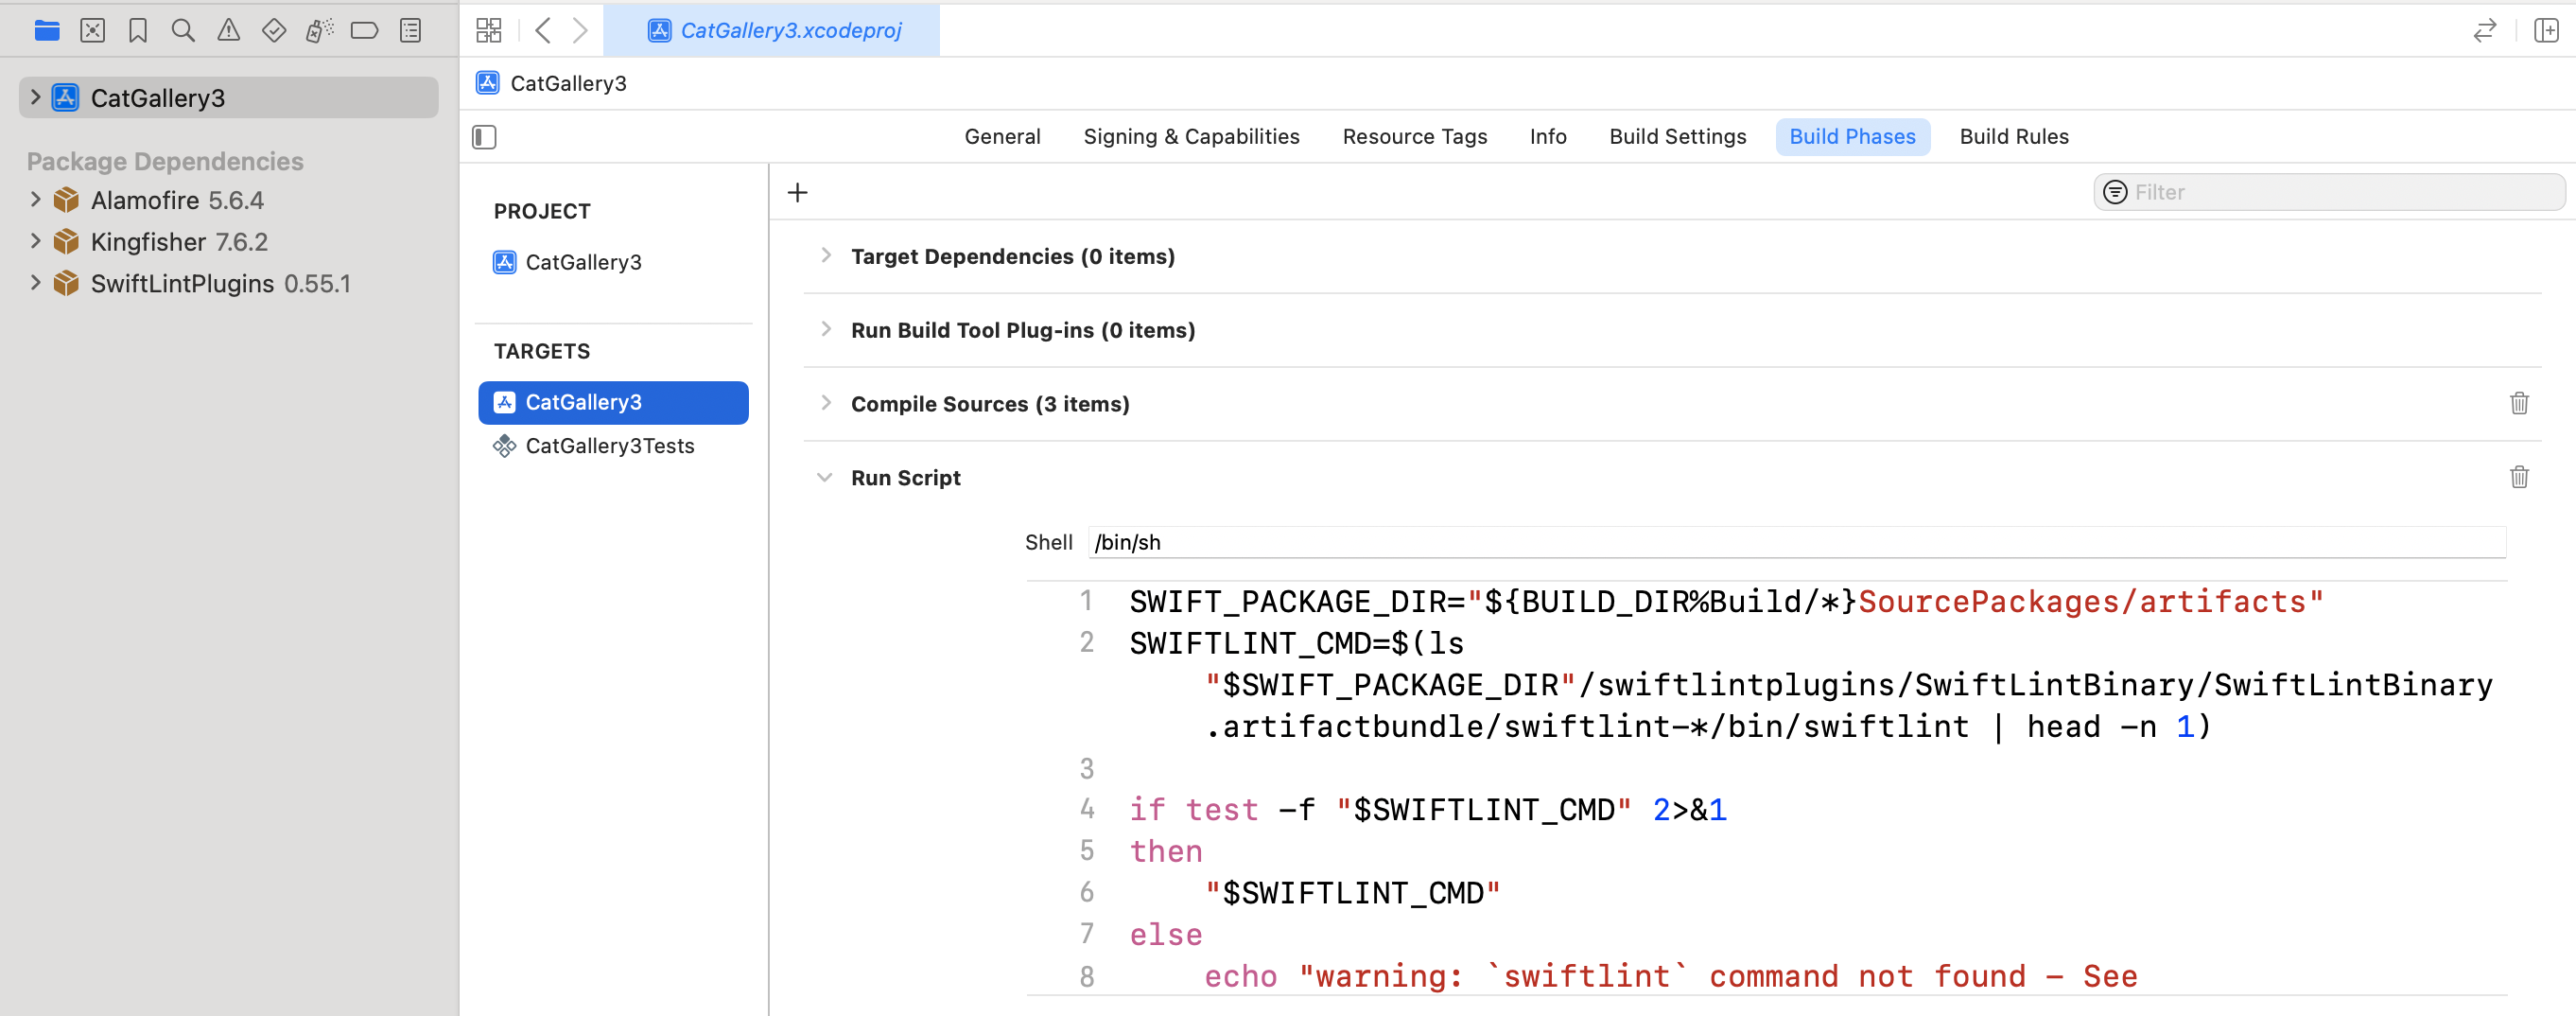 CatGallery3.xcodeproj
CatGallery3
Package Dependencies
Alamofire 5.6.4
Kingfisher 7.6.2
SwiftLintPlugins 0.55.1
CatGallery3
General Signing & Capabilities Resource Tags Info Build Settings Build Phases Build Rules
PROJECT
CatGallery3
TARGETS
CatGallery3
CatGallery3Tests
Filter
Target Dependencies (0 items)
Run Build Tool Plug-ins (0 items)
Compile Sources (3 items)
Run Script
Shell /bin/sh
1 SWIFT_PACKAGE_DIR="${BUILD_DIR%Build/*}SourcePackages/artifacts"
2 SWIFTLINT_CMD=$(ls
"$SWIFT_PACKAGE_DIR"/swiftlintplugins/SwiftLintBinary/SwiftLintBinary
.artifactbundle/swiftlint-*/bin/swiftlint | head -n 1)
3
4 if test -f "$SWIFTLINT_CMD" 2>&1
5 then
6 "$SWIFTLINT_CMD"
7 else
8 echo "warning: `swiftlint` command not found - See